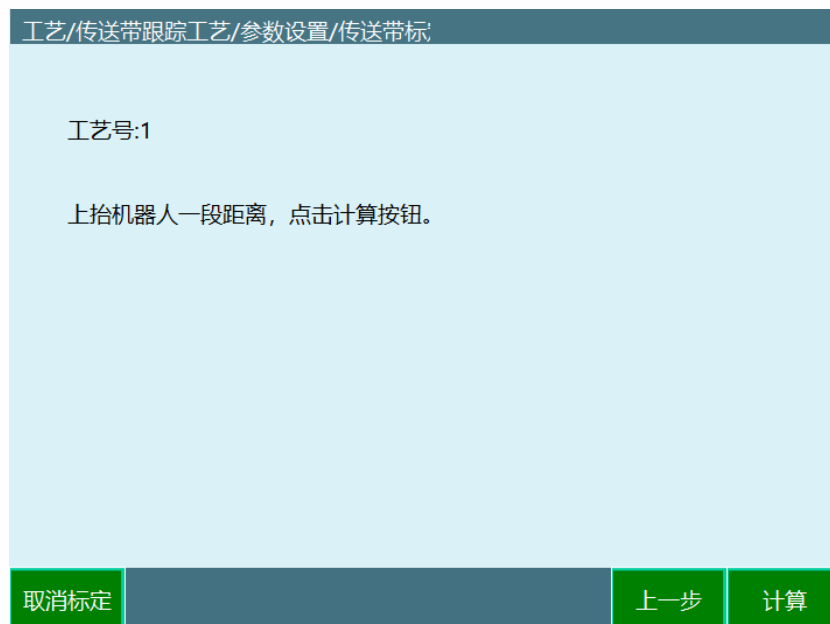 工艺/传送带跟踪工艺/参数设置/传送带标
工艺号:1
上抬机器人一段距离，点击计算按钮。
取消标定 上一步 计算